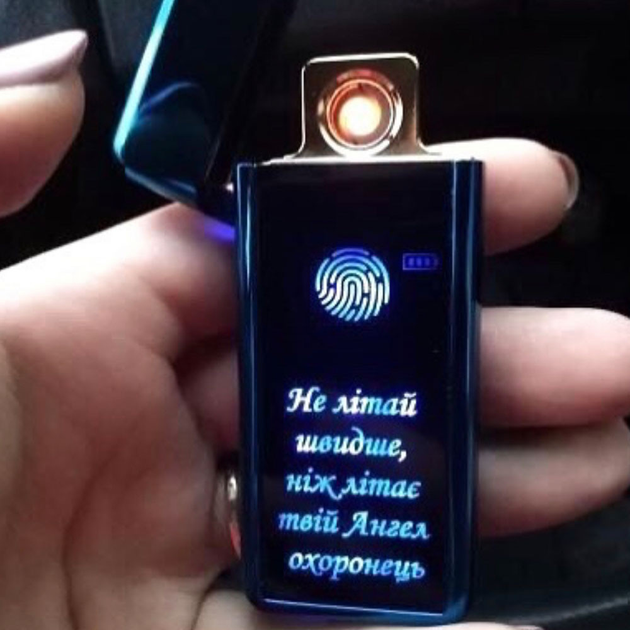 Не літай
швидше,
ніж літає
твій Ангел
охоронець